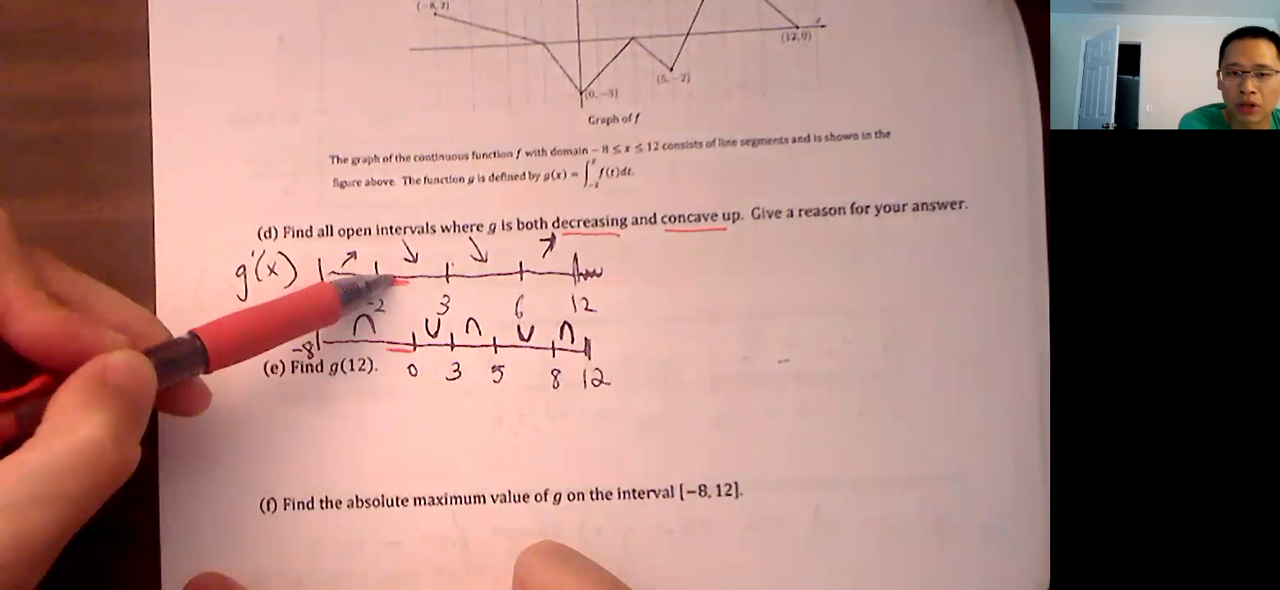 (-8, 2)
x
(12, 0)
(5, -2)
(0, -3)
Graph of f
The graph of the continuous function f with domain - 8 ≤ x ≤ 12 consists of line segments and is shown in the
figure above. The function g is defined by g(x) = ∫_{-2}^{x} f(t)dt.
(d) Find all open intervals where g is both decreasing and concave up. Give a reason for your answer.
g'(x)
-2 3 6 12
-8
(e) Find g(12). 0 3 5 8 12
(f) Find the absolute maximum value of g on the interval [-8, 12].